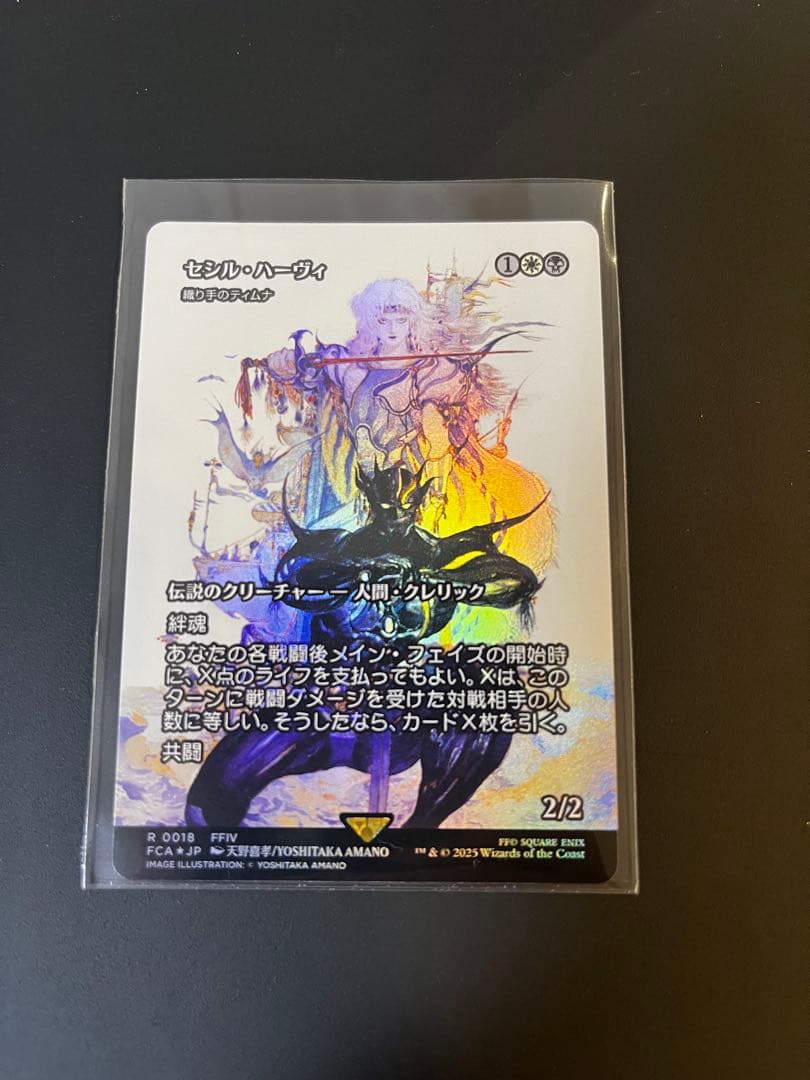 セシル・ハーヴィ
1
織り手のティムナ
伝説のクリーチャー — 人間・クレリック
絆魂
あなたの各戦闘後メイン・フェイズの開始時
に、X点のライフを支払ってもよい。Xは、この
ターンに戦闘ダメージを受けた対戦相手の人
数に等しい。そうしたなら、カードX枚を引く。
共闘
2/2
R 0018 FFIV
FCA★JP 天野喜孝/YOSHITAKA AMANO
IMAGE ILLUSTRATION: © YOSHITAKA AMANO
FF© SQUARE ENIX
™ & © 2025 Wizards of the Coast